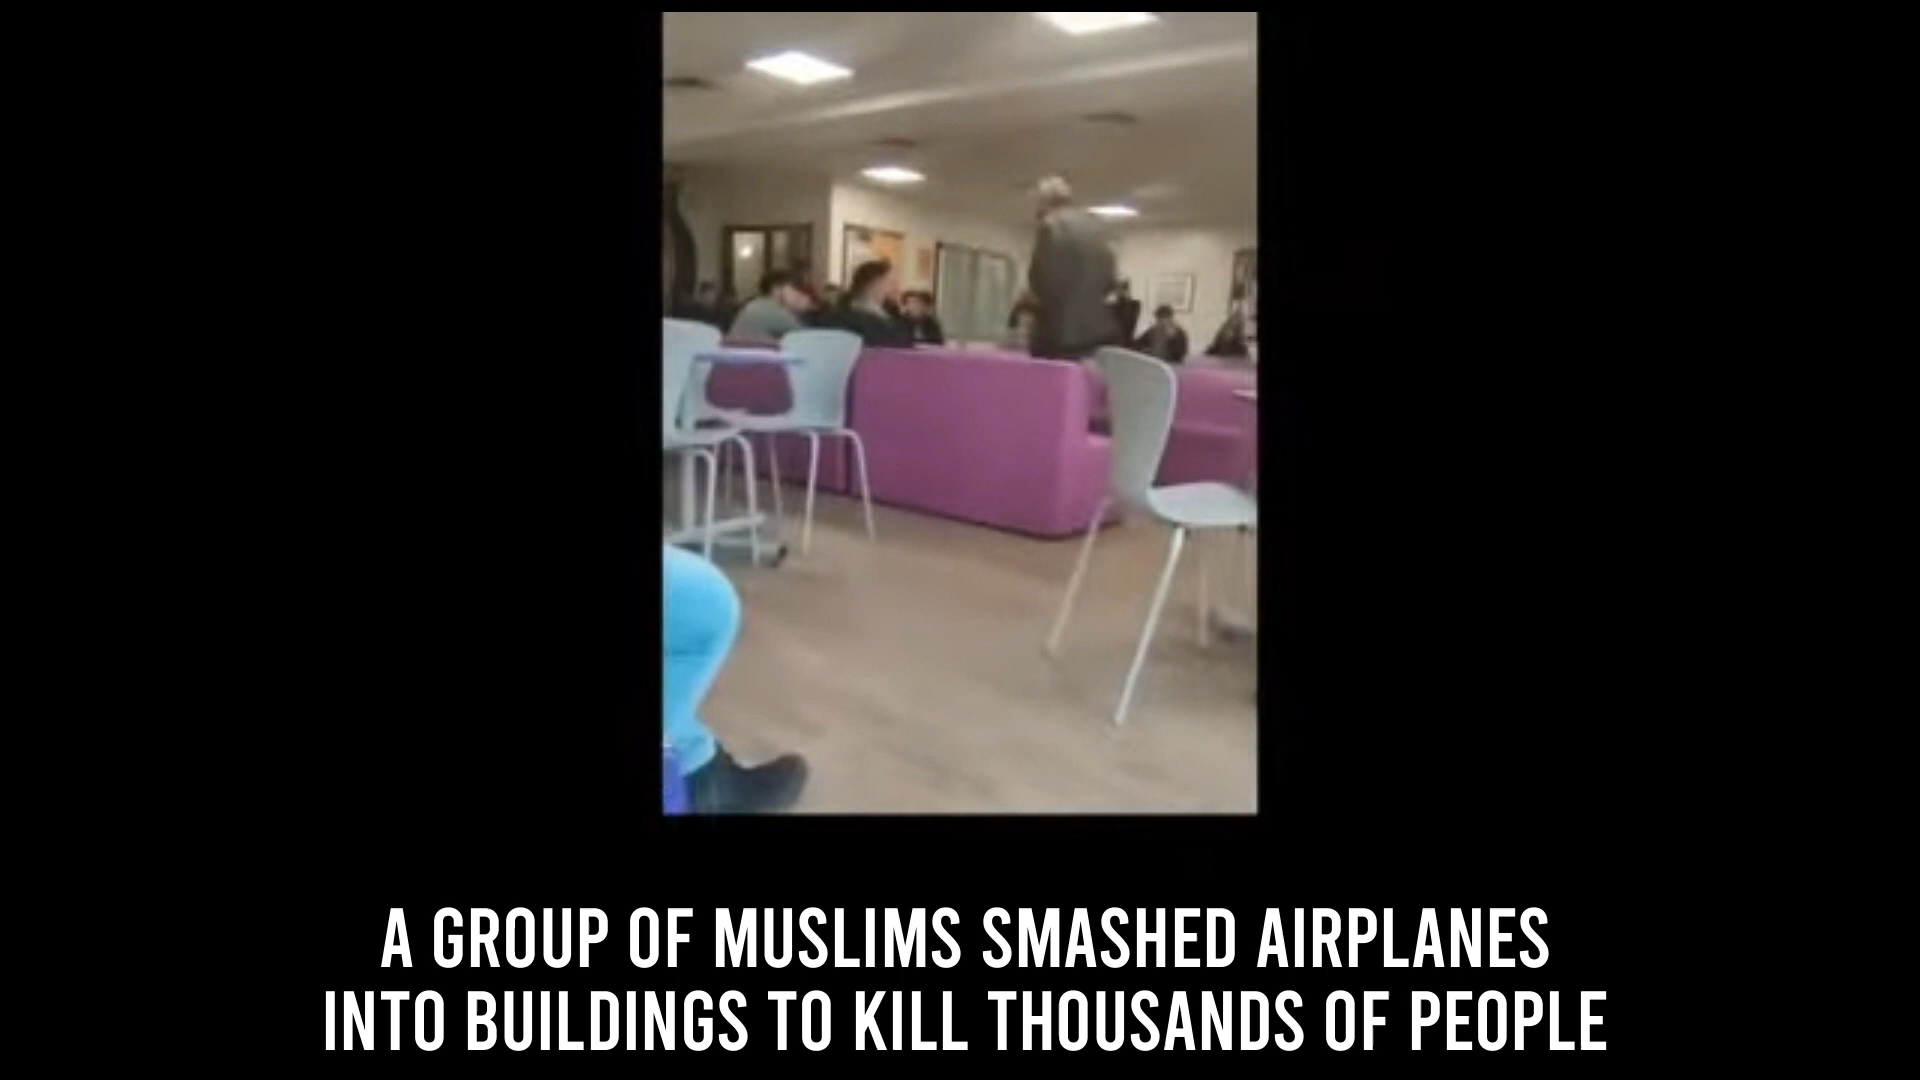 A GROUP OF MUSLIMS SMASHED AIRPLANES
INTO BUILDINGS TO KILL THOUSANDS OF PEOPLE